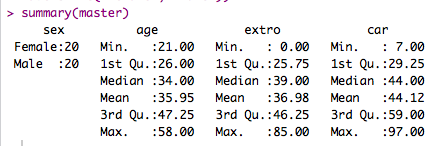 > summary(master)
sex age extro car
Female:20 Min. :21.00 Min. : 0.00 Min. : 7.00
Male :20 1st Qu.:26.00 1st Qu.:25.75 1st Qu.:29.25
Median :34.00 Median :39.00 Median :44.00
Mean :35.95 Mean :36.98 Mean :44.12
3rd Qu.:47.25 3rd Qu.:46.25 3rd Qu.:59.00
Max. :58.00 Max. :85.00 Max. :97.00